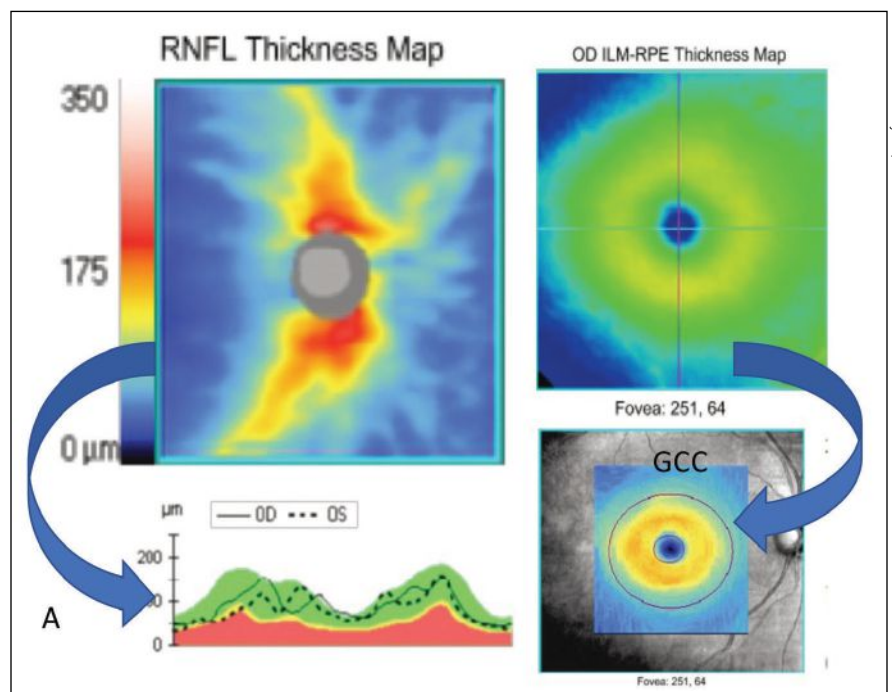 RNFL Thickness Map
350
175
0 µm
OD ILM-RPE Thickness Map
Fovea: 251, 64
GCC
Fovea: 251, 64
µm
OD OS
200
00
0
A